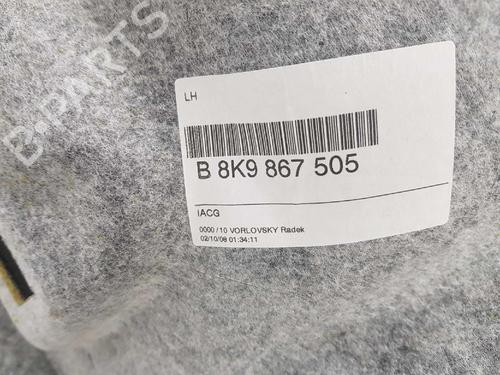 B-PARTS
LH
B 8K9 867 505
IACG
0000 / 10 VORLOVSKY Radek
02/10/08 01:34:11